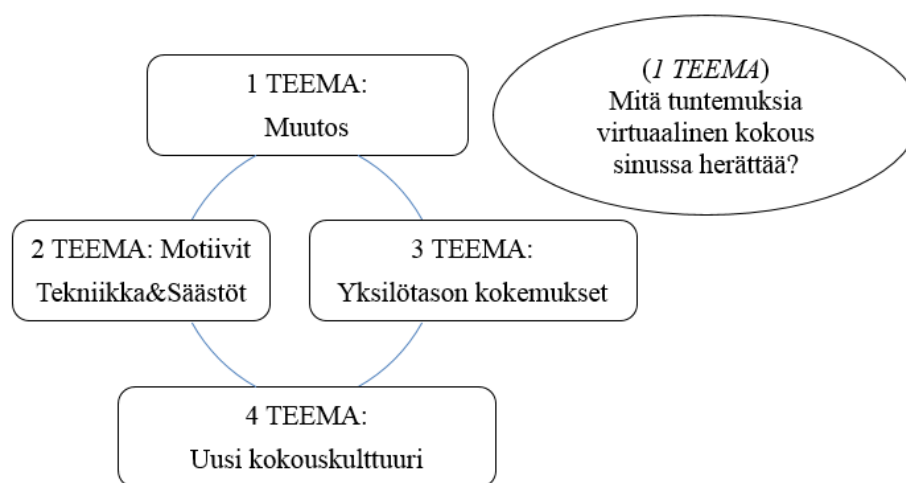 1 TEEMA:
Muutos
(1 TEEMA)
Mitä tuntemuksia
virtuaalinen kokous
sinussa herättää?
2 TEEMA: Motiivit
Tekniikka&Säästöt
3 TEEMA:
Yksilötason kokemukset
4 TEEMA:
Uusi kokouskulttuuri